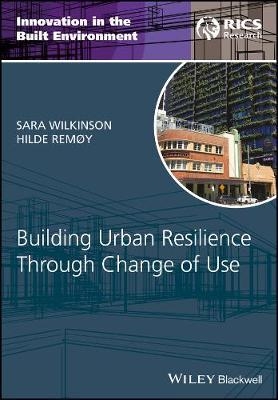 Innovation in the
Built Environment
RICS
Research
SARA WILKINSON
HILDE REMØY
Building Urban Resilience
Through Change of Use
WILEY Blackwell